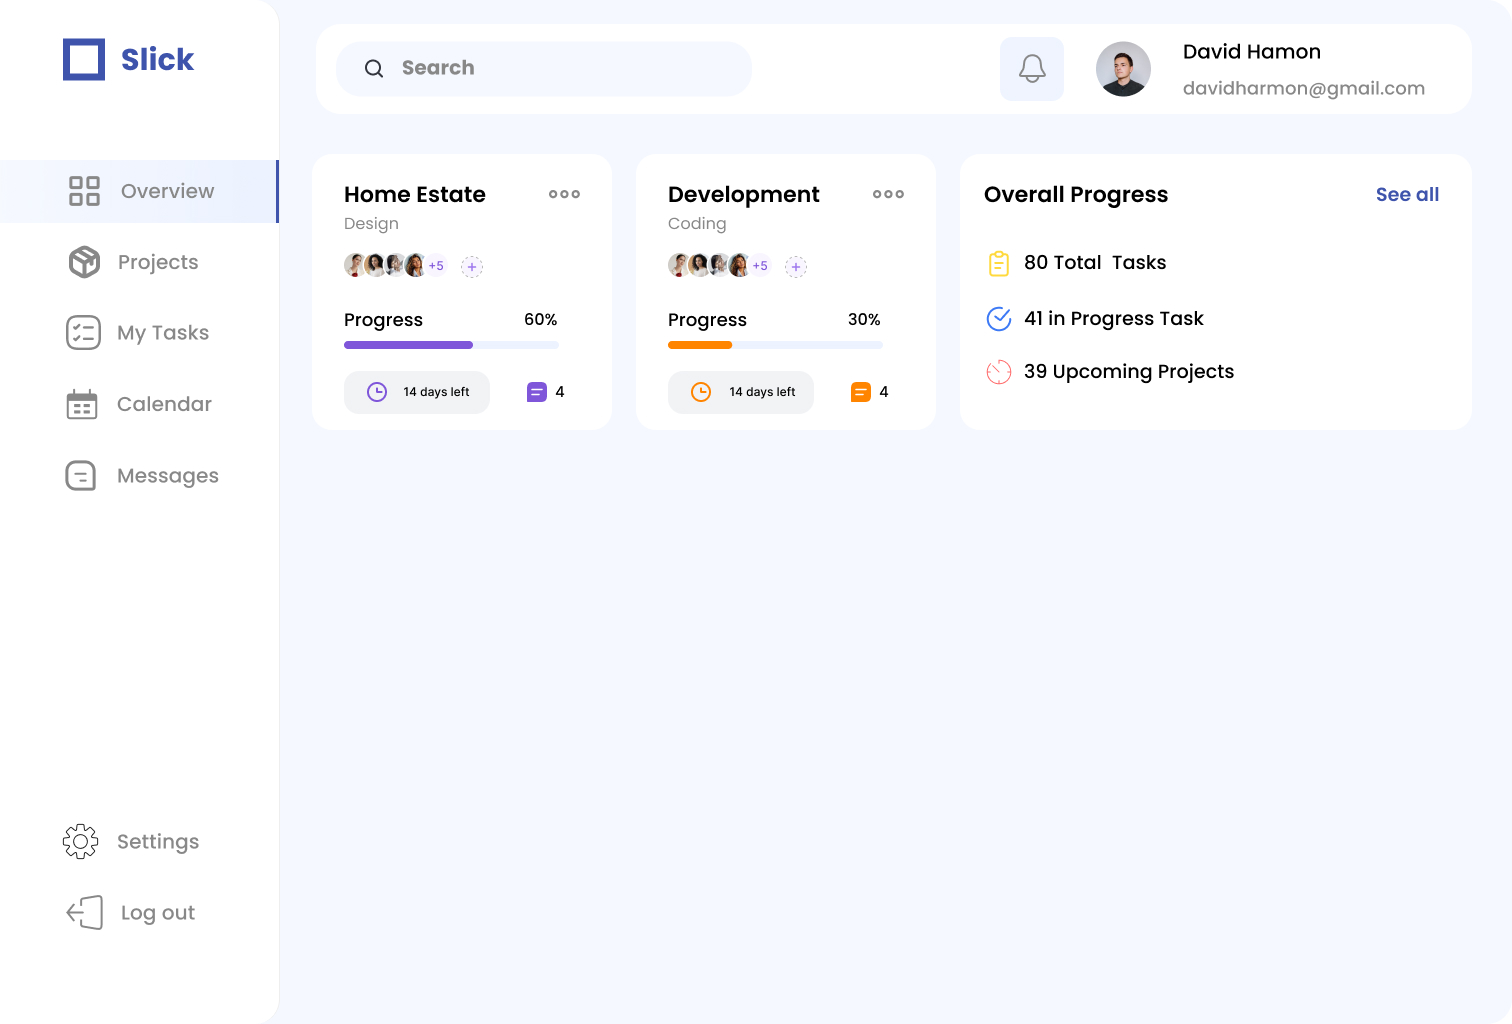 Slick
Overview
Projects
My Tasks
Calendar
Messages
Settings
Log out
Search
David Hamon
davidharmon@gmail.com
Home Estate
Design
+5
Progress 60%
14 days left 4
Development
Coding
+5
Progress 30%
14 days left 4
Overall Progress See all
80 Total Tasks
41 in Progress Task
39 Upcoming Projects